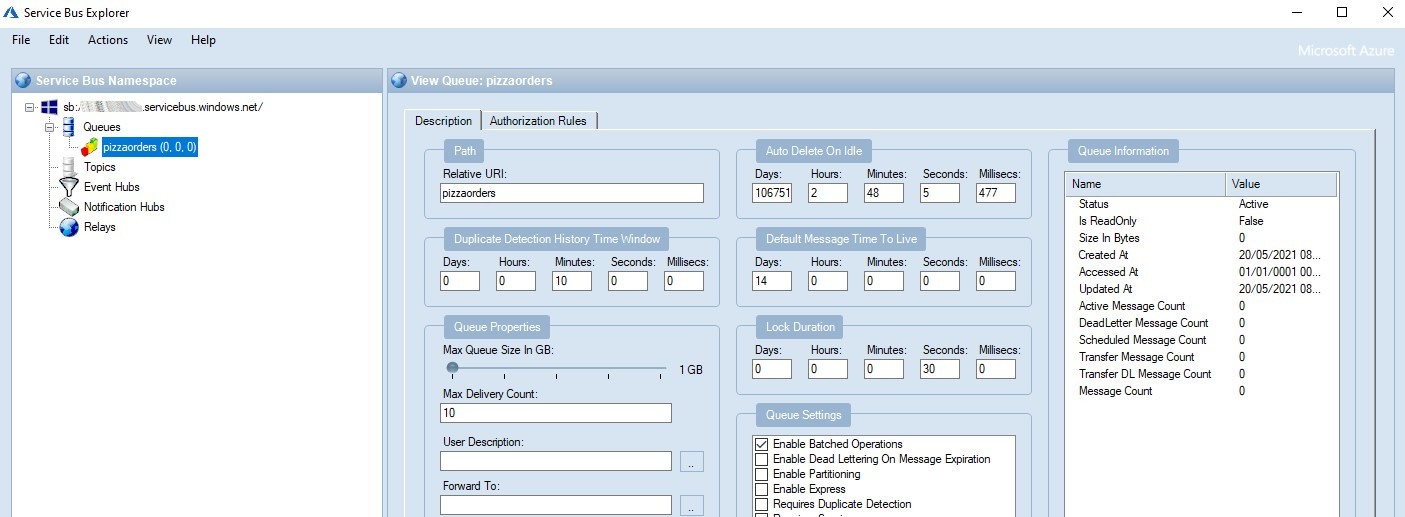 Service Bus Explorer
File Edit Actions View Help
Microsoft Azure
Service Bus Namespace
sb:/ .servicebus.windows.net/
Queues
pizzaorders (0, 0, 0)
Topics
Event Hubs
Notification Hubs
Relays
View Queue: pizzaorders
Description Authorization Rules
Path
Relative URI:
pizzaorders
Duplicate Detection History Time Window
Days: Hours: Minutes: Seconds: Millisecs:
0 0 10 0 0
Queue Properties
Max Queue Size In GB:
1 GB
Max Delivery Count:
10
User Description:
..
Forward To:
..
Auto Delete On Idle
Days: Hours: Minutes: Seconds: Millisecs:
106751 2 48 5 477
Default Message Time To Live
Days: Hours: Minutes: Seconds: Millisecs:
14 0 0 0 0
Lock Duration
Days: Hours: Minutes: Seconds: Millisecs:
0 0 0 30 0
Queue Settings
Enable Batched Operations
Enable Dead Lettering On Message Expiration
Enable Partitioning
Enable Express
Requires Duplicate Detection
Queue Information
Name Value
Status Active
Is ReadOnly False
Size In Bytes 0
Created At 20/05/2021 08...
Accessed At 01/01/0001 00...
Updated At 20/05/2021 08...
Active Message Count 0
DeadLetter Message Count 0
Scheduled Message Count 0
Transfer Message Count 0
Transfer DL Message Count 0
Message Count 0